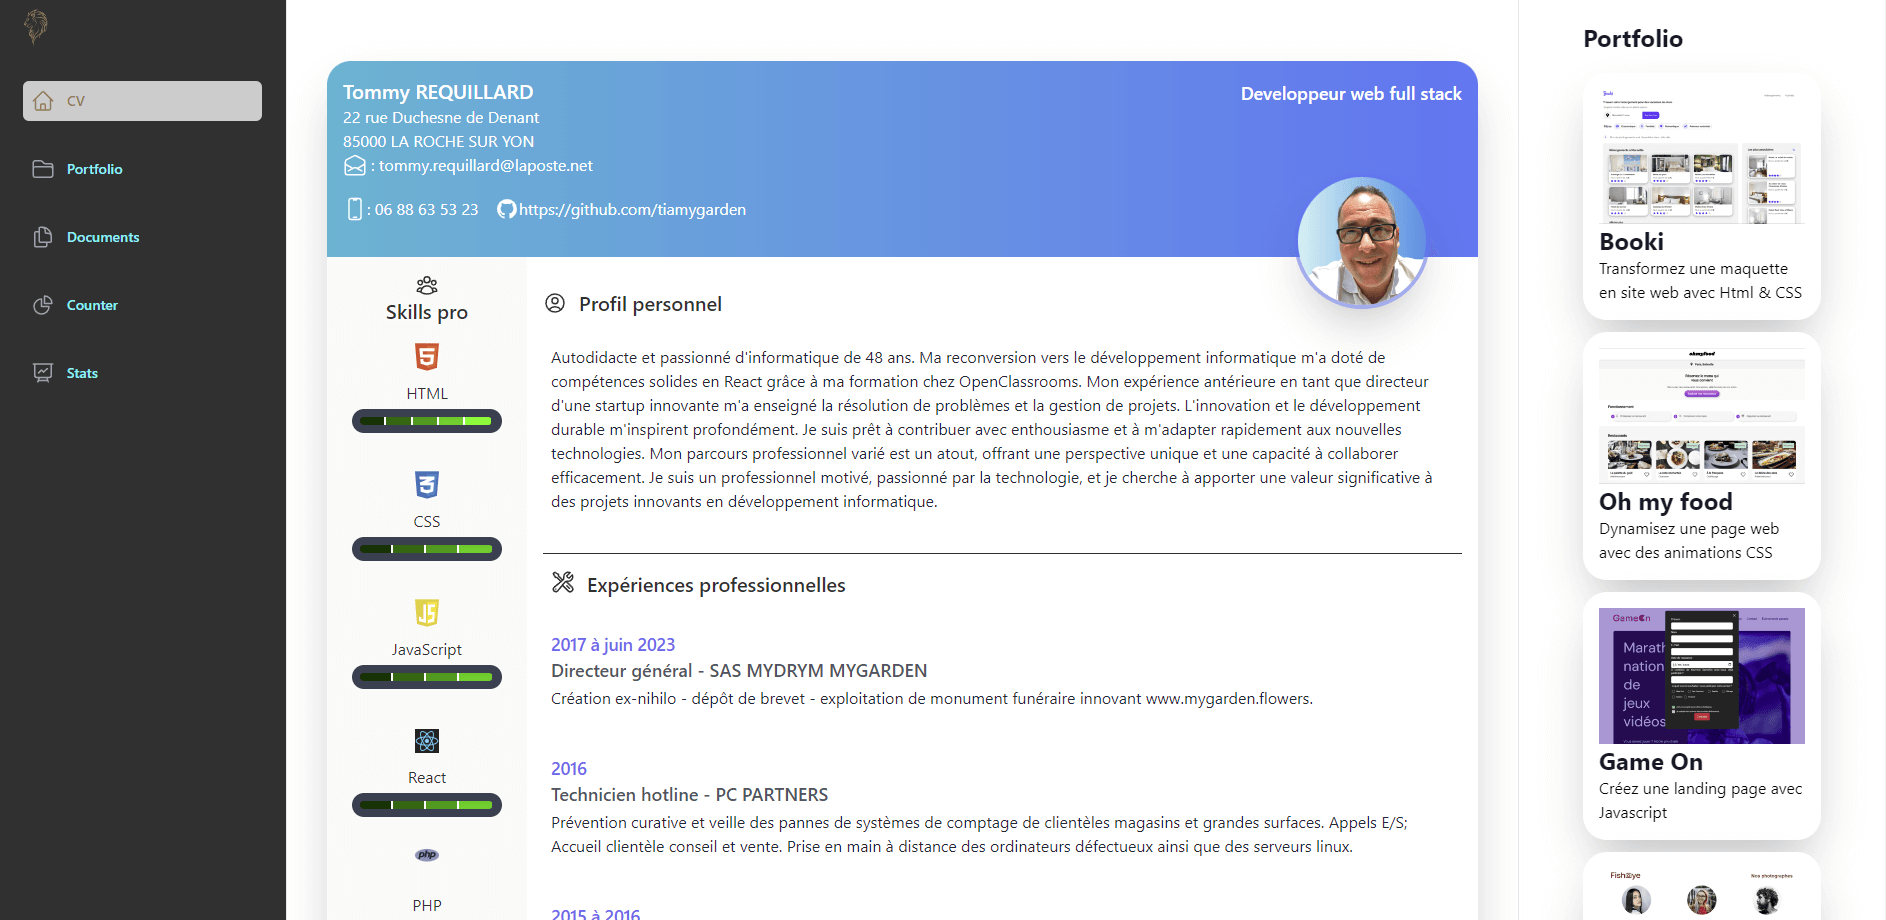 CV
Portfolio
Documents
Counter
Stats
Tommy REQUILLARD
22 rue Duchesne de Denant
85000 LA ROCHE SUR YON
: tommy.requillard@laposte.net
: 06 88 63 53 23 https://github.com/tiamygarden
Developpeur web full stack
Skills pro
HTML
CSS
JavaScript
React
php
PHP
Profil personnel
Autodidacte et passionné d'informatique de 48 ans. Ma reconversion vers le développement informatique m'a doté de
compétences solides en React grâce à ma formation chez OpenClassrooms. Mon expérience antérieure en tant que directeur
d'une startup innovante m'a enseigné la résolution de problèmes et la gestion de projets. L'innovation et le développement
durable m'inspirent profondément. Je suis prêt à contribuer avec enthousiasme et à m'adapter rapidement aux nouvelles
technologies. Mon parcours professionnel varié est un atout, offrant une perspective unique et une capacité à collaborer
efficacement. Je suis un professionnel motivé, passionné par la technologie, et je cherche à apporter une valeur significative à
des projets innovants en développement informatique.
Expériences professionnelles
2017 à juin 2023
Directeur général - SAS MYDRYM MYGARDEN
Création ex-nihilo - dépôt de brevet - exploitation de monument funéraire innovant www.mygarden.flowers.
2016
Technicien hotline - PC PARTNERS
Prévention curative et veille des pannes de systèmes de comptage de clientèles magasins et grandes surfaces. Appels E/S;
Accueil clientèle conseil et vente. Prise en main à distance des ordinateurs défectueux ainsi que des serveurs linux.
2015 à 2016
Portfolio
Booki
Booki
Transformez une maquette
en site web avec Html & CSS
ohmyfood
Restaurants
Oh my food
Dynamisez une page web
avec des animations CSS
GameOn
Marath
nation
de
jeux
vidéos
Game On
Créez une landing page avec
Javascript
FishEye
Nos photographes